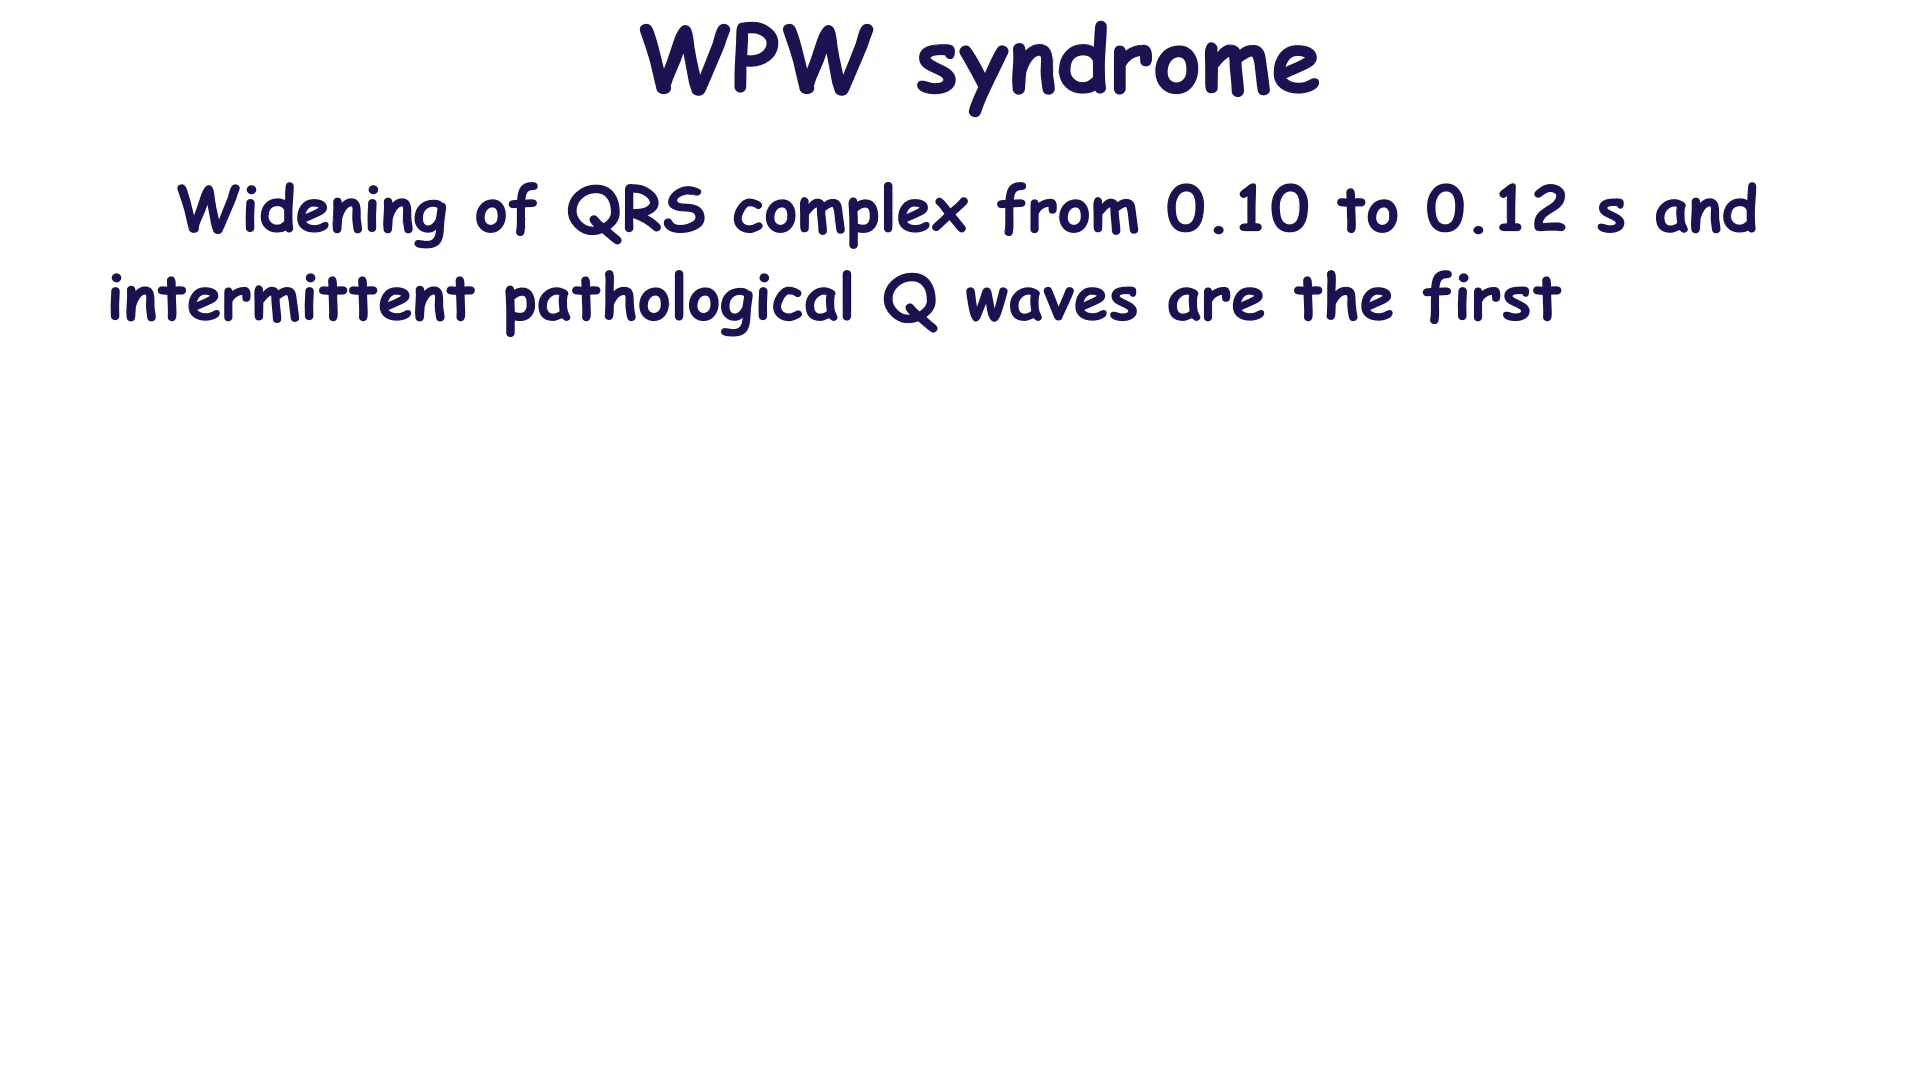 WPW syndrome
Widening of QRS complex from 0.10 to 0.12 s and
intermittent pathological Q waves are the first